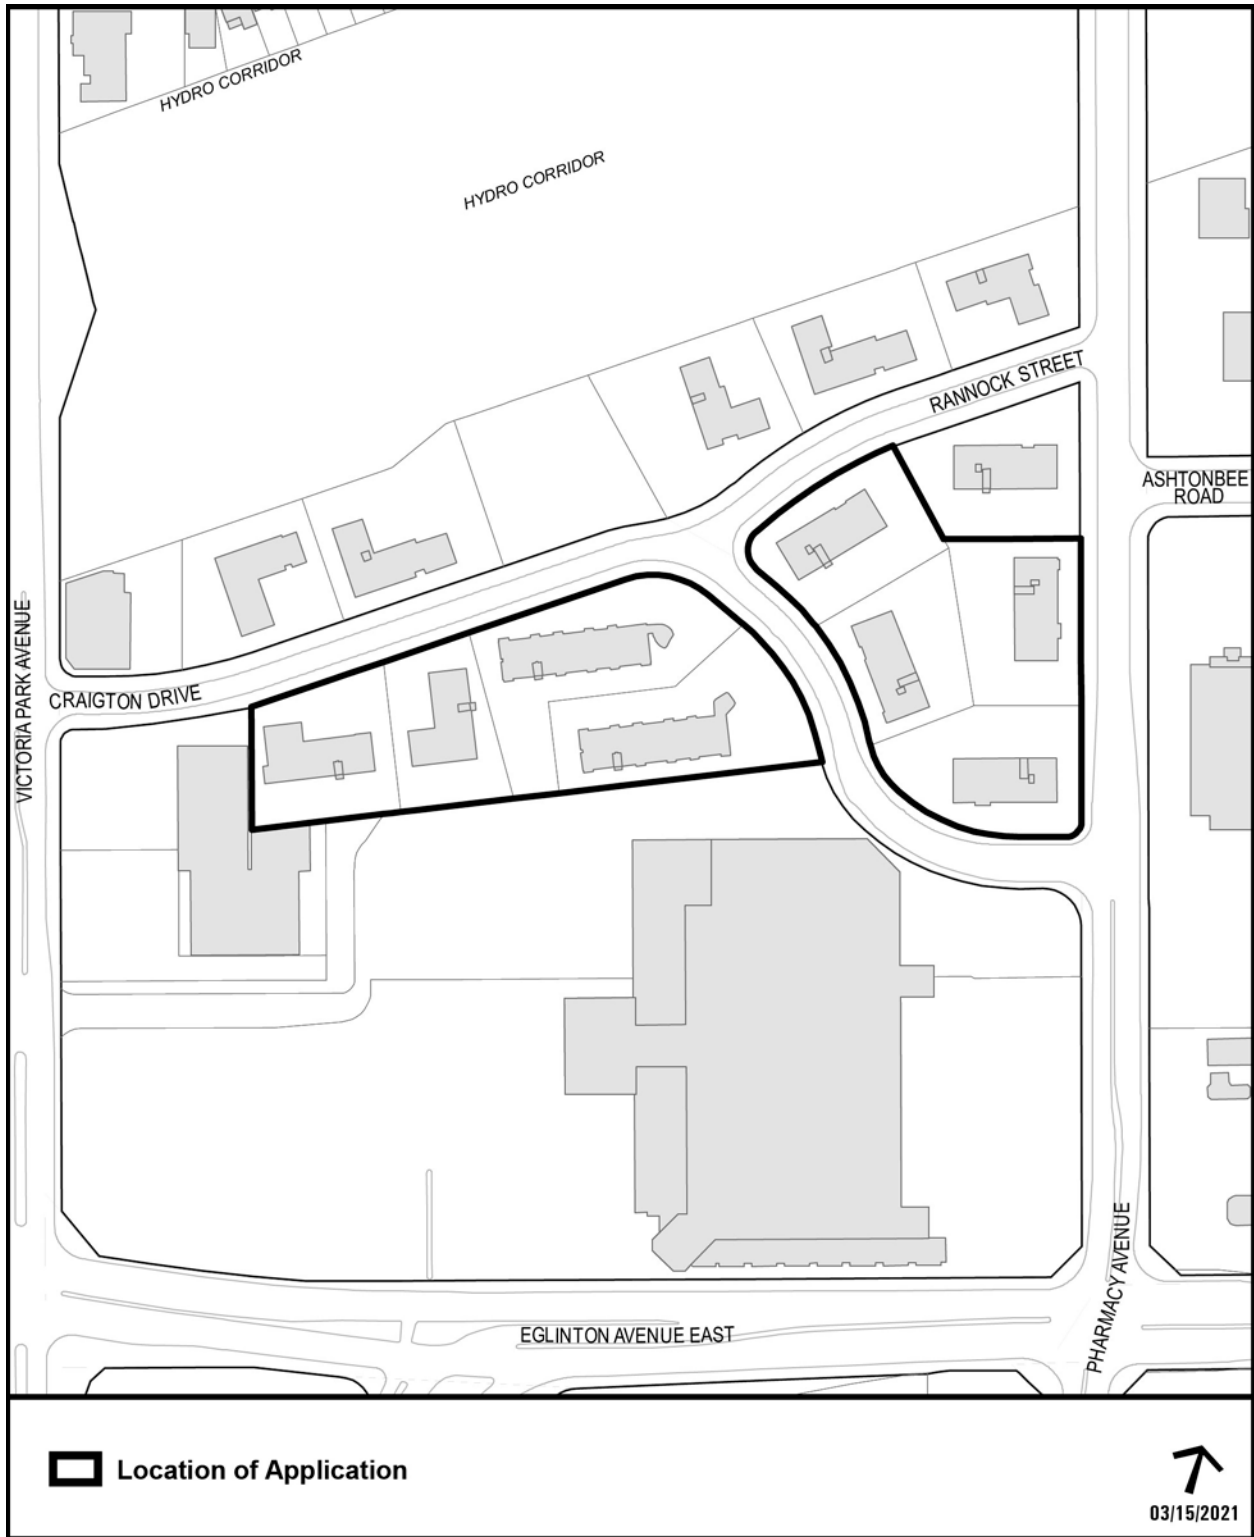 HYDRO CORRIDOR
HYDRO CORRIDOR
RANNOCK STREET
ASHTONBEE
ROAD
VICTORIA PARK AVENUE
CRAIGTON DRIVE
PHARMACY AVENUE
EGLINTON AVENUE EAST
Location of Application
03/15/2021